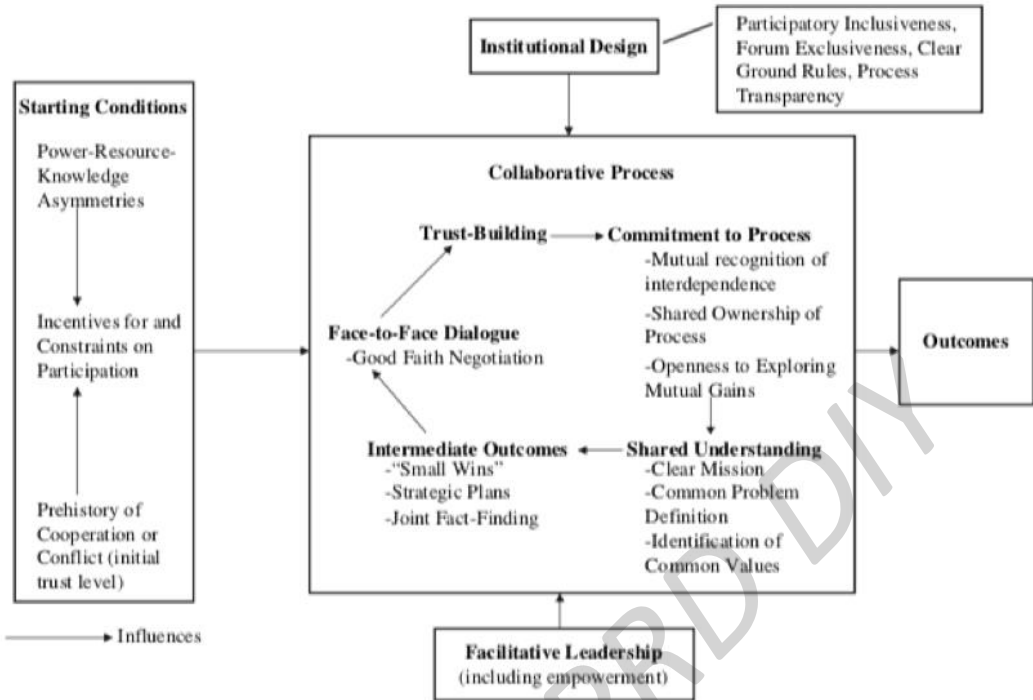 Institutional Design
Participatory Inclusiveness,
Forum Exclusiveness, Clear
Ground Rules, Process
Transparency
Starting Conditions
Power-Resource-
Knowledge
Asymmetries
Incentives for and
Constraints on
Participation
Prehistory of
Cooperation or
Conflict (initial
trust level)
Influences
Collaborative Process
Trust-Building
Commitment to Process
-Mutual recognition of
interdependence
-Shared Ownership of
Process
-Openness to Exploring
Mutual Gains
Face-to-Face Dialogue
-Good Faith Negotiation
Intermediate Outcomes
-“Small Wins”
-Strategic Plans
-Joint Fact-Finding
Shared Understanding
-Clear Mission
-Common Problem
Definition
-Identification of
Common Values
Outcomes
Facilitative Leadership
(including empowerment)
DIY